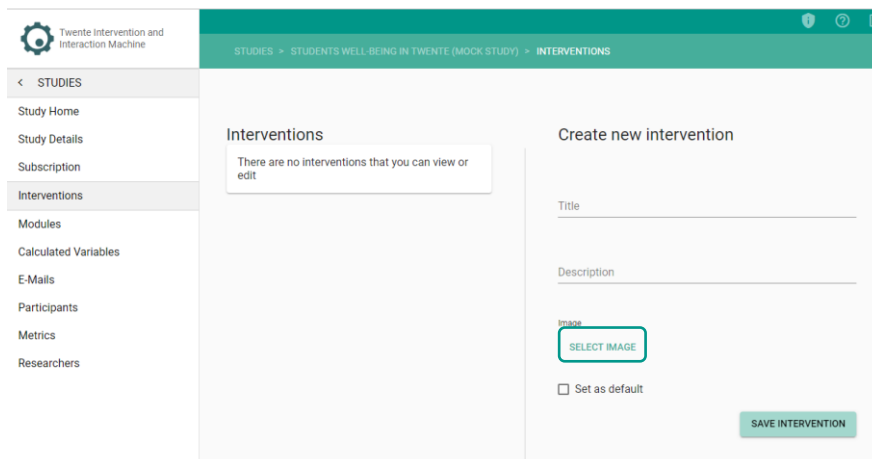 Twente Intervention and
Interaction Machine
STUDIES > STUDENTS WELL-BEING IN TWENTE (MOCK STUDY) > INTERVENTIONS
< STUDIES
Study Home
Study Details
Subscription
Interventions
Modules
Calculated Variables
E-Mails
Participants
Metrics
Researchers
Interventions
There are no interventions that you can view or
edit
Create new intervention
Title
Description
Image
SELECT IMAGE
Set as default
SAVE INTERVENTION